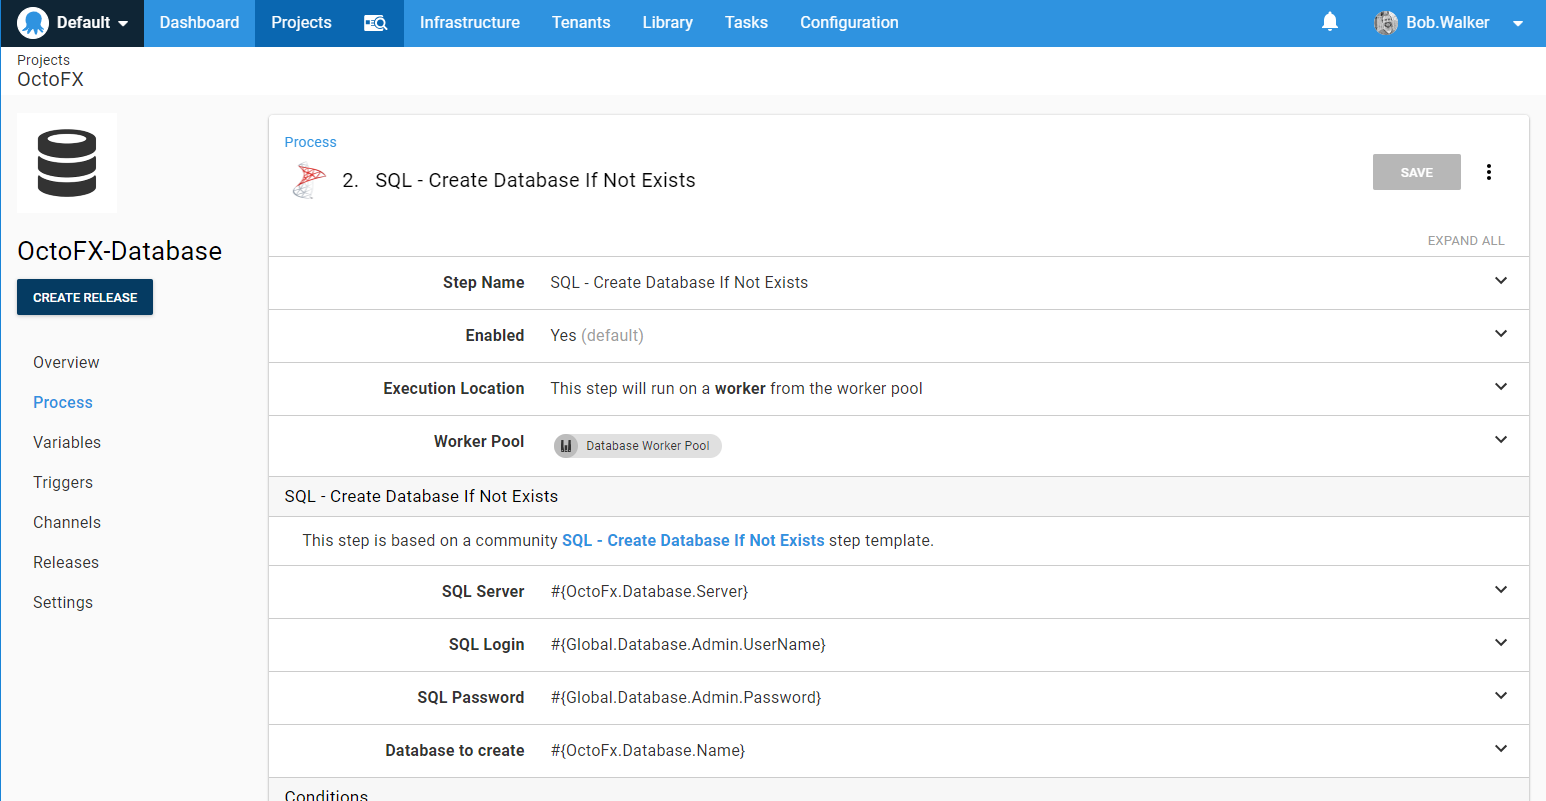 Default Dashboard Projects Infrastructure Tenants Library Tasks Configuration Bob.Walker
Projects
OctoFX
OctoFX-Database
CREATE RELEASE
Overview
Process
Variables
Triggers
Channels
Releases
Settings
Process
2. SQL - Create Database If Not Exists
SAVE
EXPAND ALL
Step Name SQL - Create Database If Not Exists
Enabled Yes (default)
Execution Location This step will run on a worker from the worker pool
Worker Pool Database Worker Pool
SQL - Create Database If Not Exists
This step is based on a community SQL - Create Database If Not Exists step template.
SQL Server #{OctoFx.Database.Server}
SQL Login #{Global.Database.Admin.UserName}
SQL Password #{Global.Database.Admin.Password}
Database to create #{OctoFx.Database.Name}
Conditions